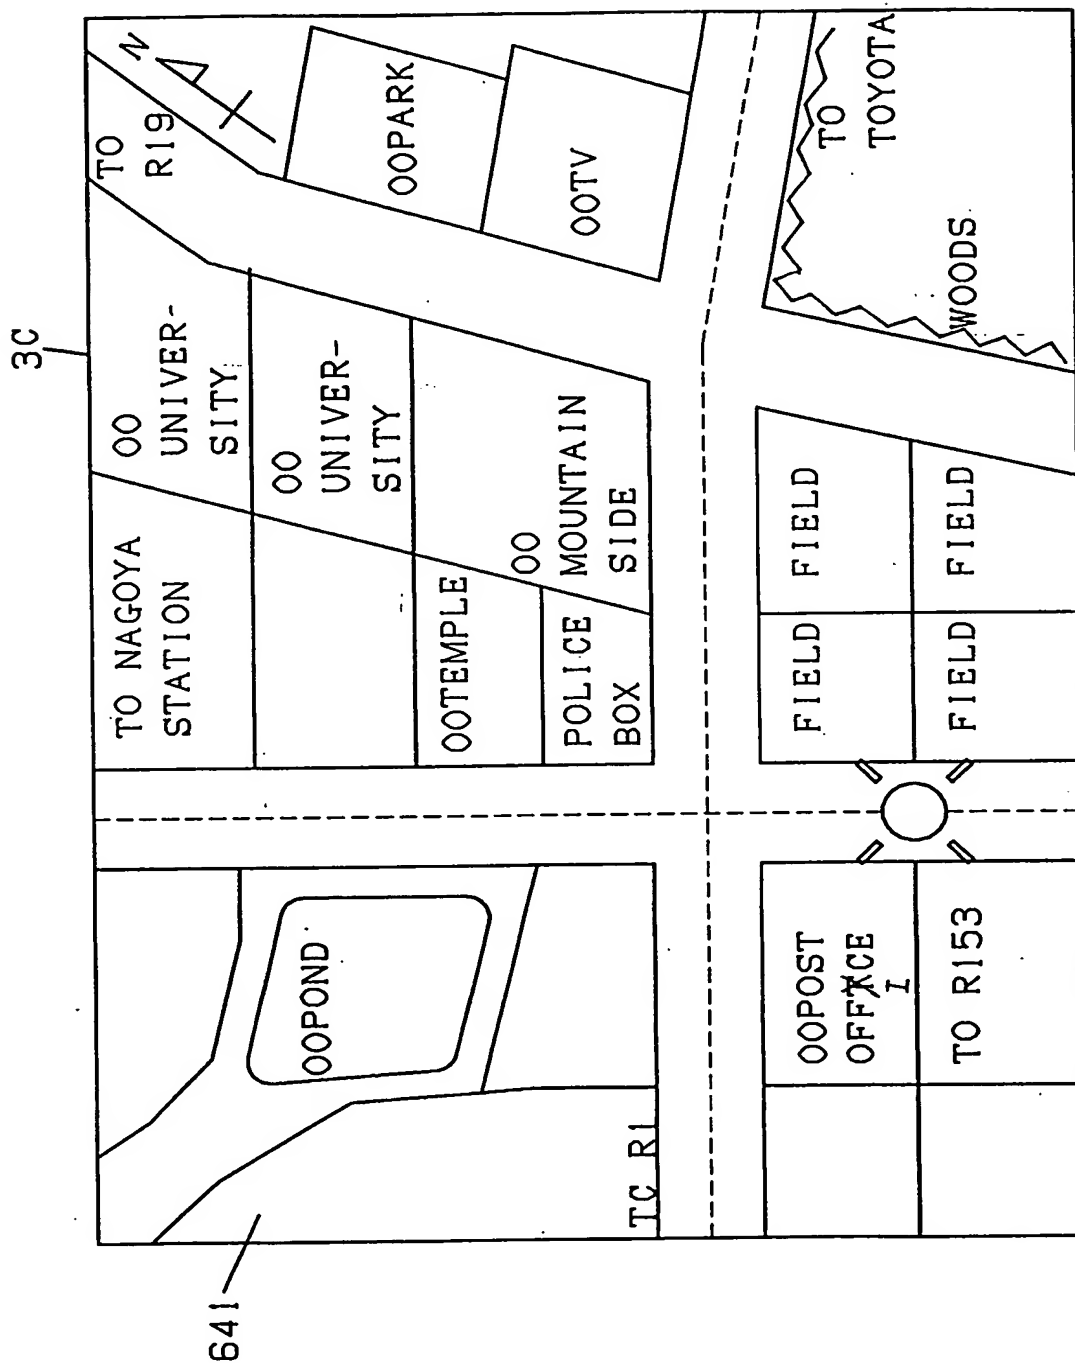 3C
641
TO NAGOYA
STATION
OO
UNIVER-
SITY
TO
R19
N
OOPOND
OO
UNIVER-
SITY
OOPARK
OOTEMPLE
OO
MOUNTAIN
SIDE
OOTV
POLICE
BOX
TC R1
OOPOST
OFFICE
I
FIELD
FIELD
TO
TOYOTA
TO R153
FIELD
FIELD
WOODS